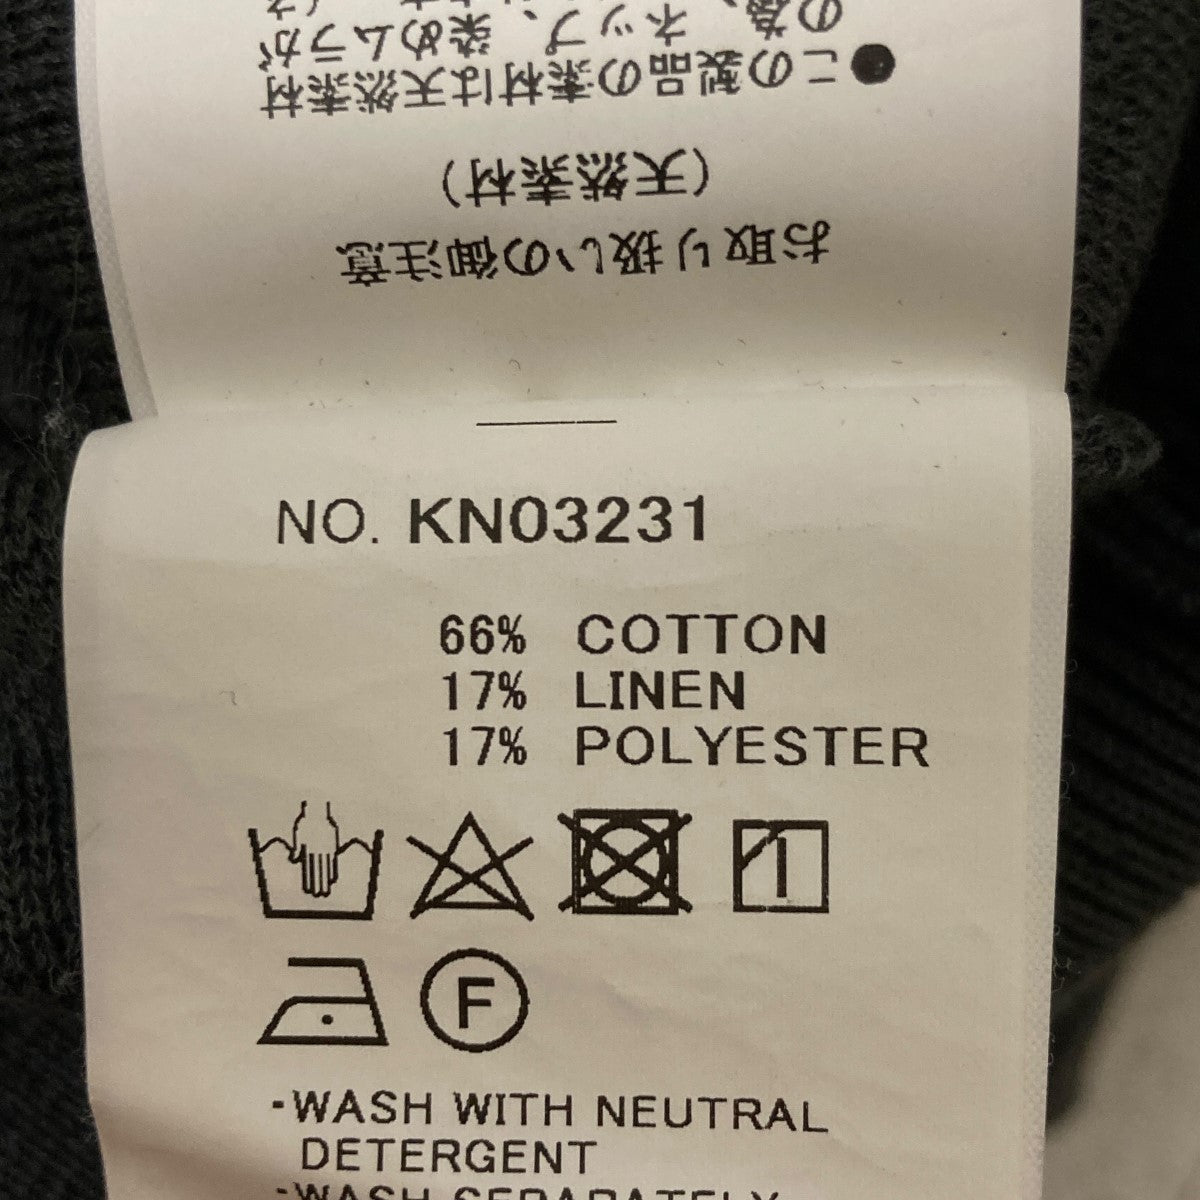 お取り扱いの御注意
(天然素材)
●この製品の素材は天然素材
の為、ネップ、染めムラが
NO. KN03231
66% COTTON
17% LINEN
17% POLYESTER
F
-WASH WITH NEUTRAL
DETERGENT
-WASH SEPARATELY